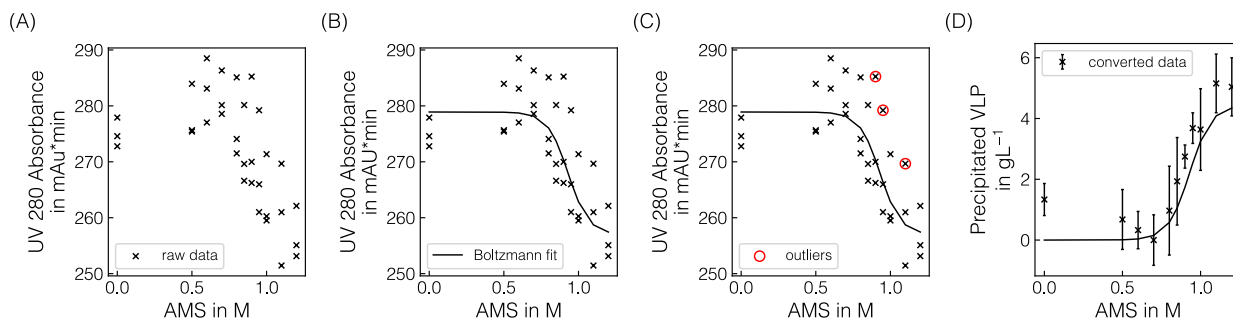 (A)
UV 280 Absorbance
in mAU*min
290
280
270
260
250
raw data
0.0 0.5 1.0
AMS in M
(B)
UV 280 Absorbance
in mAU*min
290
280
270
260
250
Boltzmann fit
0.0 0.5 1.0
AMS in M
(C)
UV 280 Absorbance
in mAU*min
290
280
270
260
250
outliers
0.0 0.5 1.0
AMS in M
(D)
Precipitated VLP
in gL−1
6
4
2
0
converted data
0.0 0.5 1.0
AMS in M